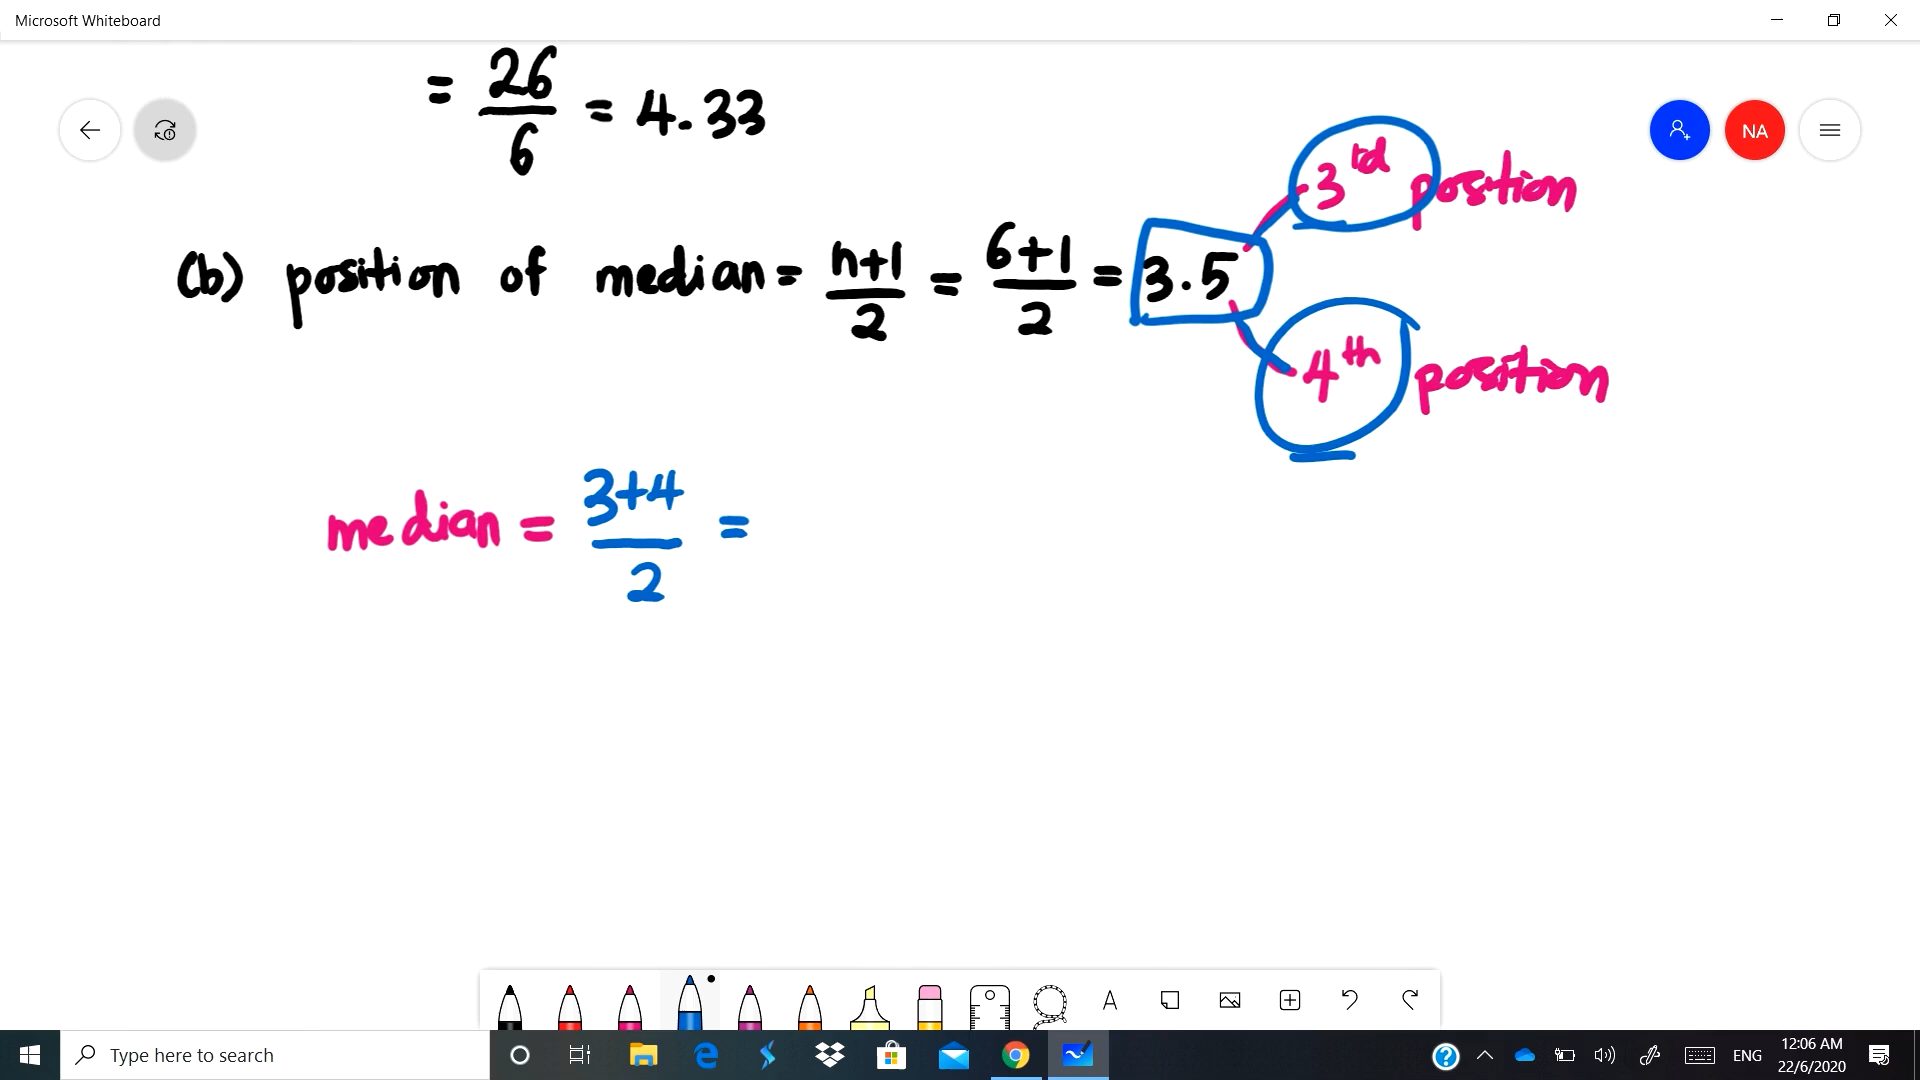 Microsoft Whiteboard
= 26/6 = 4.33
NA
3rd position
(b) position of median = n+1/2 = 6+1/2 = 3.5
4th position
median = 3+4/2 =
A
Type here to search
ENG
12:06 AM
22/6/2020